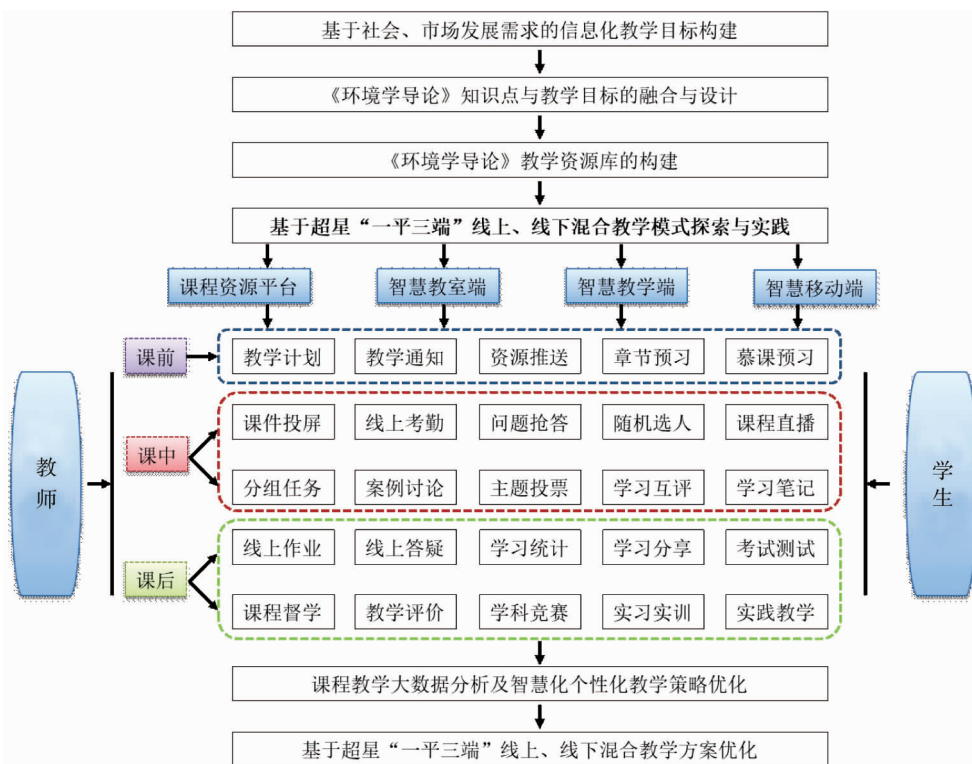 基于社会、市场发展需求的信息化教学目标构建
《环境学导论》知识点与教学目标的融合与设计
《环境学导论》教学资源库的构建
基于超星“一平三端”线上、线下混合教学模式探索与实践
课程资源平台
智慧教室端
智慧教学端
智慧移动端
课前
教学计划
教学通知
资源推送
章节预习
慕课预习
教师
学生
课中
课件投屏
线上考勤
问题抢答
随机选人
课程直播
分组任务
案例讨论
主题投票
学习互评
学习笔记
课后
线上作业
线上答疑
学习统计
学习分享
考试测试
课程督学
教学评价
学科竞赛
实习实训
实践教学
课程教学大数据分析及智慧化个性化教学策略优化
基于超星“一平三端”线上、线下混合教学方案优化